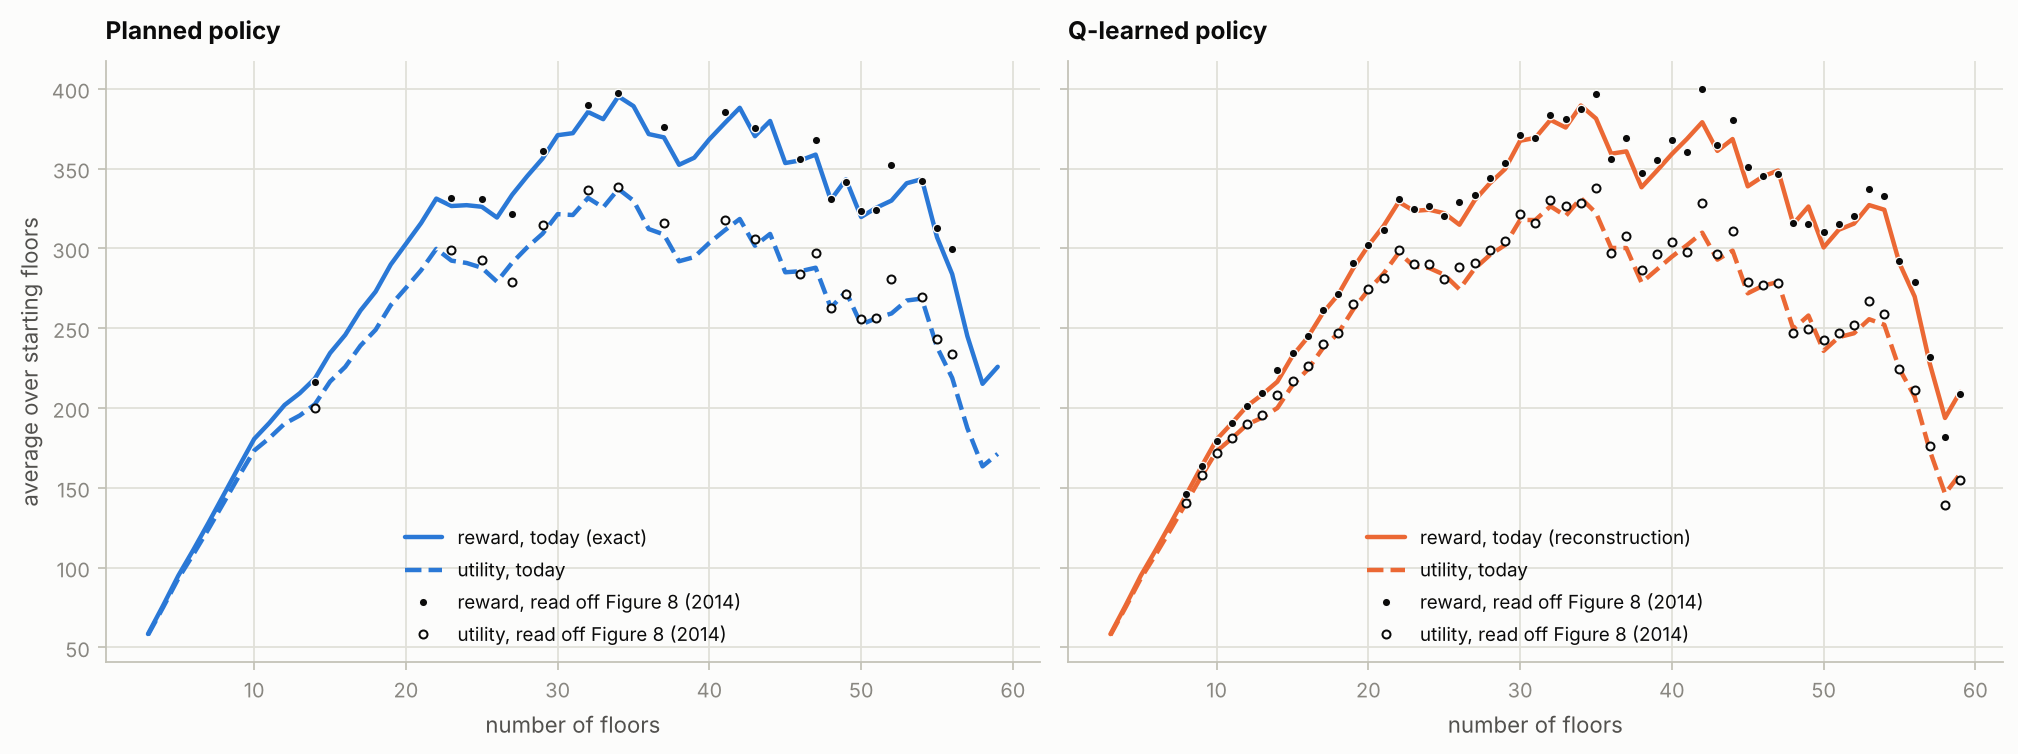 Planned policy
Q-learned policy
average over starting floors
400
350
300
250
200
150
100
50
reward, today (exact)
utility, today
reward, read off Figure 8 (2014)
utility, read off Figure 8 (2014)
10 20 30 40 50 60
number of floors
reward, today (reconstruction)
utility, today
reward, read off Figure 8 (2014)
utility, read off Figure 8 (2014)
10 20 30 40 50 60
number of floors